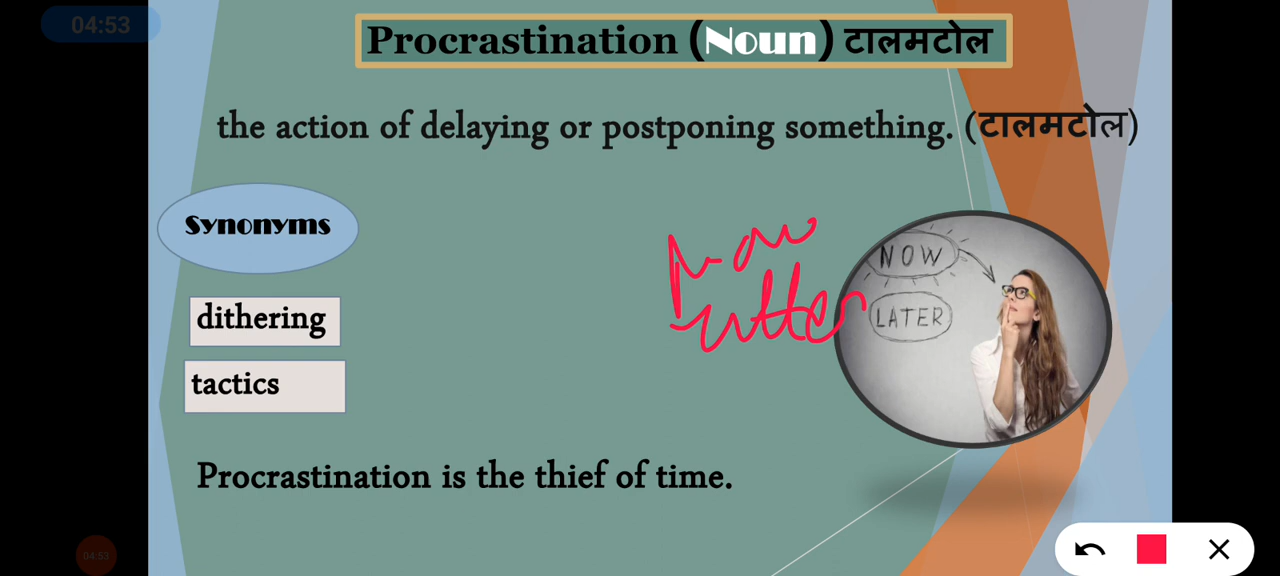 04:53
Procrastination (Noun) टालमटोल
the action of delaying or postponing something. (टालमटोल)
Synonyms
NOW
LATER
dithering
tactics
Procrastination is the thief of time.
04:53